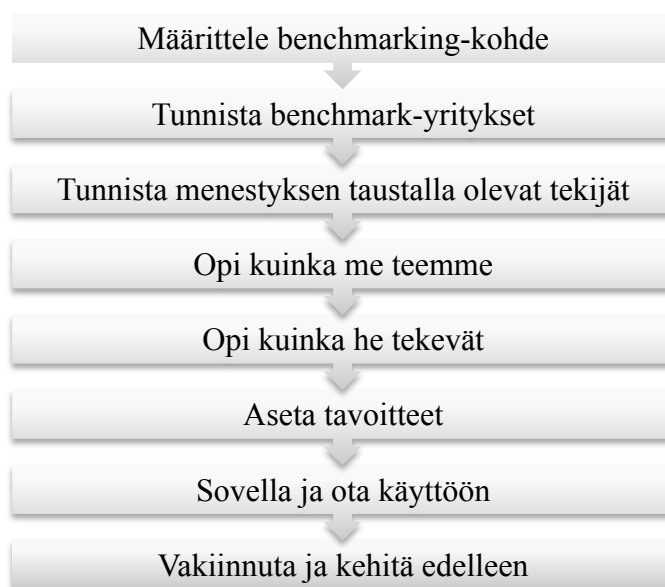 Määrittele benchmarking-kohde
Tunnista benchmark-yritykset
Tunnista menestyksen taustalla olevat tekijät
Opi kuinka me teemme
Opi kuinka he tekevät
Aseta tavoitteet
Sovella ja ota käyttöön
Vakiinnuta ja kehitä edelleen